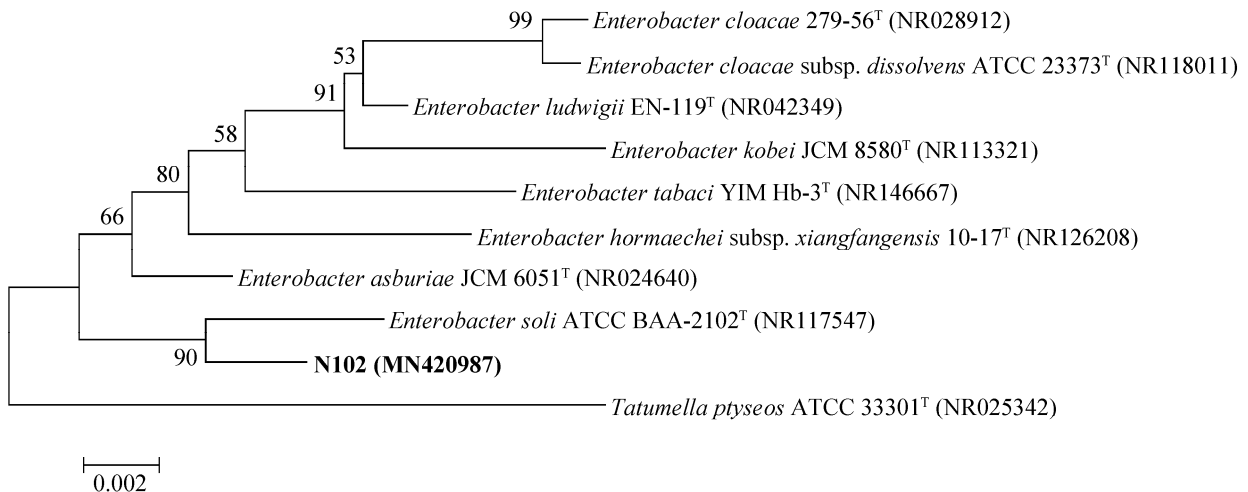 99 Enterobacter cloacae 279-56ᵀ (NR028912)
53
Enterobacter cloacae subsp. dissolvens ATCC 23373ᵀ (NR118011)
91 Enterobacter ludwigii EN-119ᵀ (NR042349)
58 Enterobacter kobei JCM 8580ᵀ (NR113321)
80 Enterobacter tabaci YIM Hb-3ᵀ (NR146667)
66 Enterobacter hormaechei subsp. xiangfangensis 10-17ᵀ (NR126208)
Enterobacter asburiae JCM 6051ᵀ (NR024640)
Enterobacter soli ATCC BAA-2102ᵀ (NR117547)
90 N102 (MN420987)
Tatumella ptyseos ATCC 33301ᵀ (NR025342)
0.002